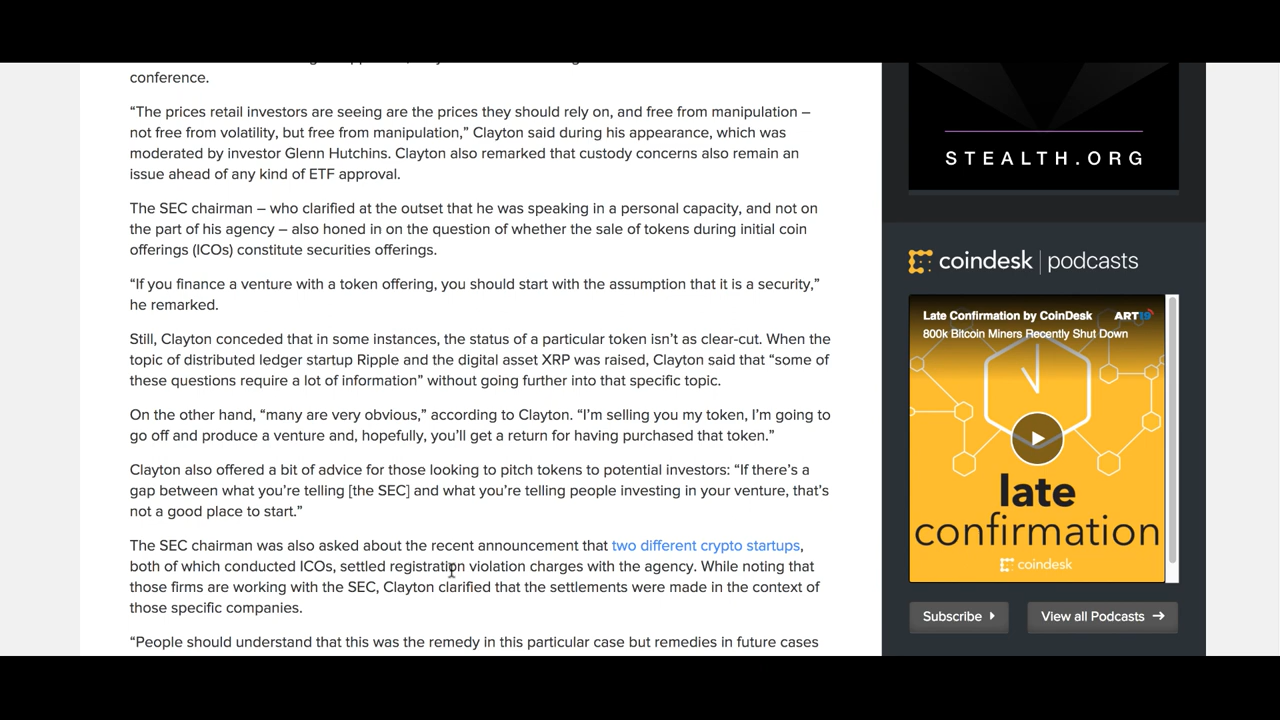 conference.
“The prices retail investors are seeing are the prices they should rely on, and free from manipulation –
not free from volatility, but free from manipulation,” Clayton said during his appearance, which was
moderated by investor Glenn Hutchins. Clayton also remarked that custody concerns also remain an
issue ahead of any kind of ETF approval.
The SEC chairman – who clarified at the outset that he was speaking in a personal capacity, and not on
the part of his agency – also honed in on the question of whether the sale of tokens during initial coin
offerings (ICOs) constitute securities offerings.
“If you finance a venture with a token offering, you should start with the assumption that it is a security,”
he remarked.
Still, Clayton conceded that in some instances, the status of a particular token isn’t as clear-cut. When the
topic of distributed ledger startup Ripple and the digital asset XRP was raised, Clayton said that “some of
these questions require a lot of information” without going further into that specific topic.
On the other hand, “many are very obvious,” according to Clayton. “I’m selling you my token, I’m going to
go off and produce a venture and, hopefully, you’ll get a return for having purchased that token.”
Clayton also offered a bit of advice for those looking to pitch tokens to potential investors: “If there’s a
gap between what you’re telling [the SEC] and what you’re telling people investing in your venture, that’s
not a good place to start.”
The SEC chairman was also asked about the recent announcement that two different crypto startups,
both of which conducted ICOs, settled registration violation charges with the agency. While noting that
those firms are working with the SEC, Clayton clarified that the settlements were made in the context of
those specific companies.
“People should understand that this was the remedy in this particular case but remedies in future cases
STEALTH.ORG
coindesk | podcasts
Late Confirmation by CoinDesk
ART19
800k Bitcoin Miners Recently Shut Down
late
confirmation
coindesk
Subscribe
View all Podcasts